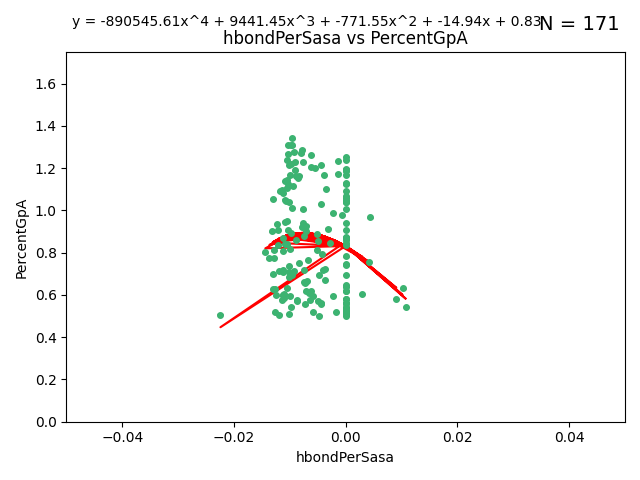 y = -890545.61x^4 + 9441.45x^3 + -771.55x^2 + -14.94x + 0.83
N = 171
hbondPerSasa vs PercentGpA
1.6
1.4
1.2
1.0
0.8
0.6
0.4
0.2
0.0
PercentGpA
−0.04 −0.02 0.00 0.02 0.04
hbondPerSasa